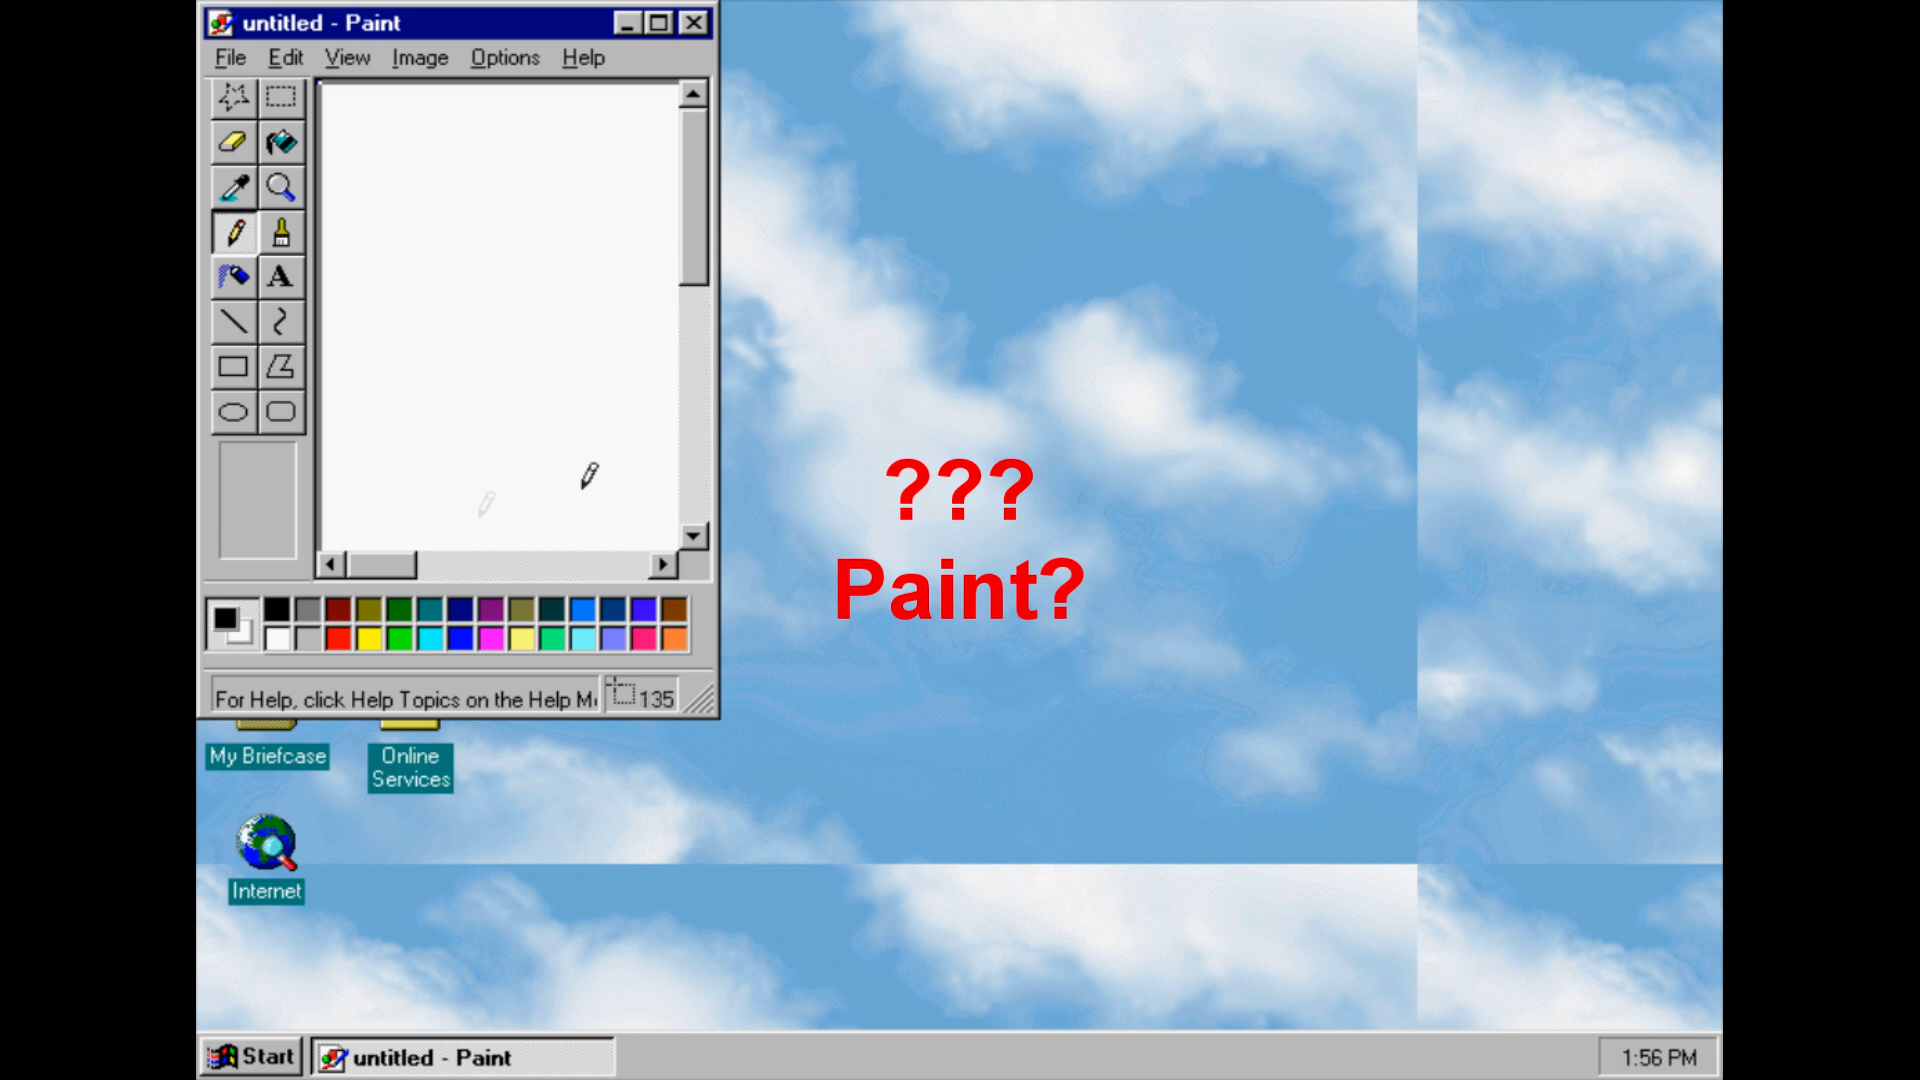 untitled - Paint
File Edit View Image Options Help
A
For Help, click Help Topics on the Help
135
???
Paint?
My Briefcase
Online
Services
Internet
Start
untitled - Paint
1:56 PM